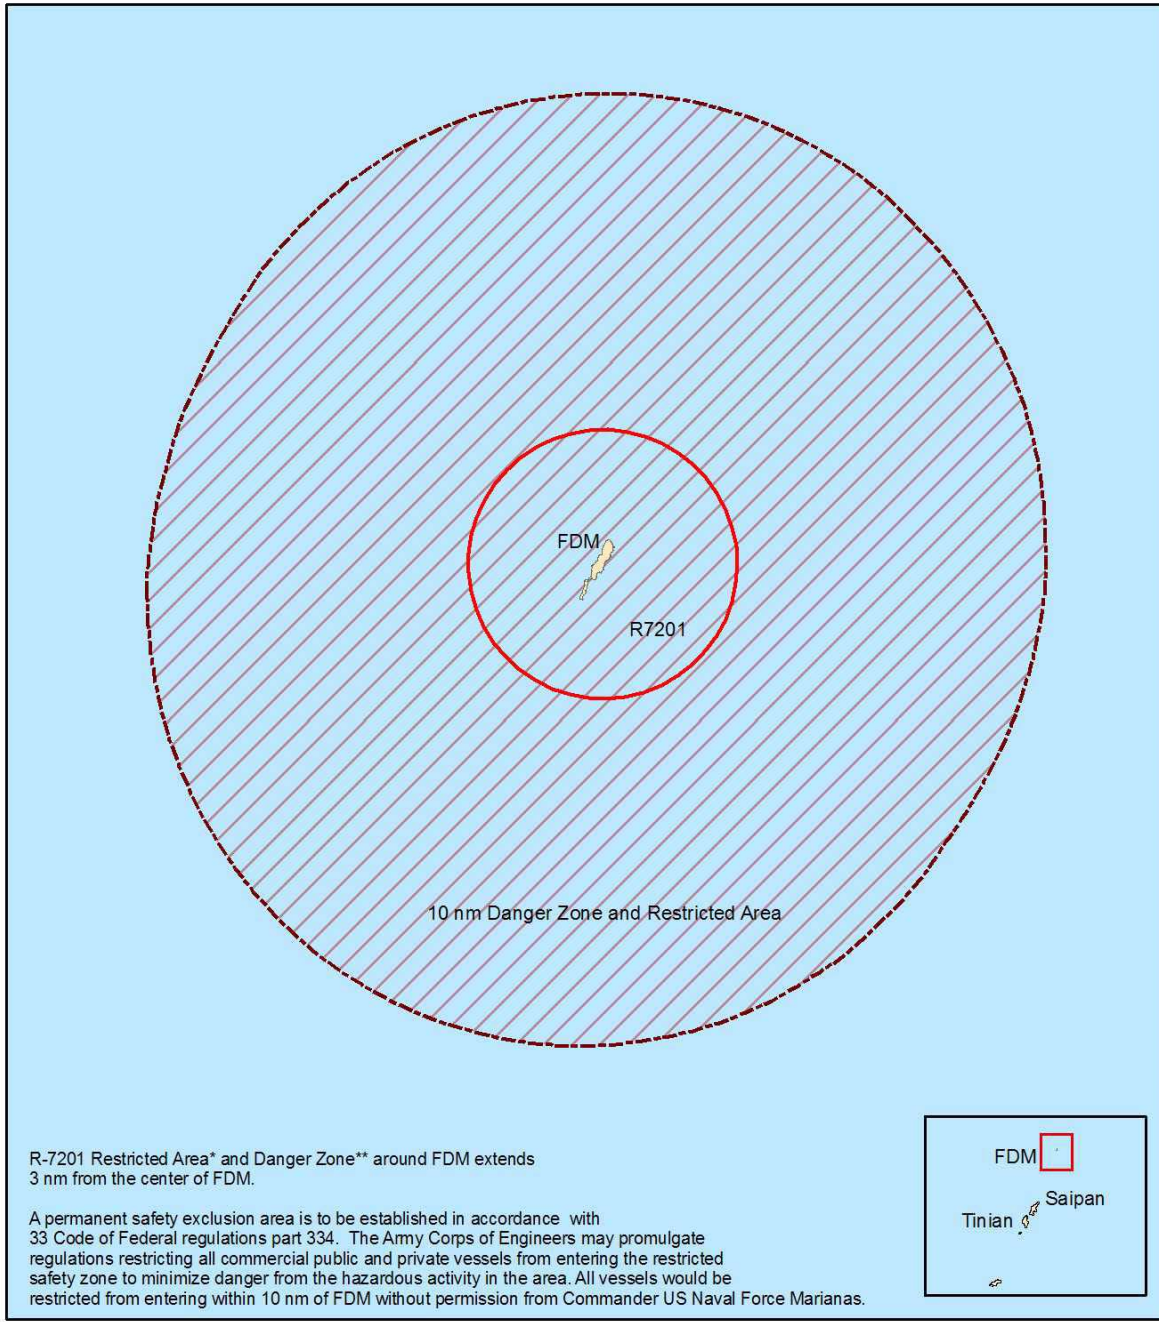 FDM
R7201
10 nm Danger Zone and Restricted Area
R-7201 Restricted Area* and Danger Zone** around FDM extends
3 nm from the center of FDM.
A permanent safety exclusion area is to be established in accordance with
33 Code of Federal regulations part 334. The Army Corps of Engineers may promulgate
regulations restricting all commercial public and private vessels from entering the restricted
safety zone to minimize danger from the hazardous activity in the area. All vessels would be
restricted from entering within 10 nm of FDM without permission from Commander US Naval Force Marianas.
FDM
Saipan
Tinian